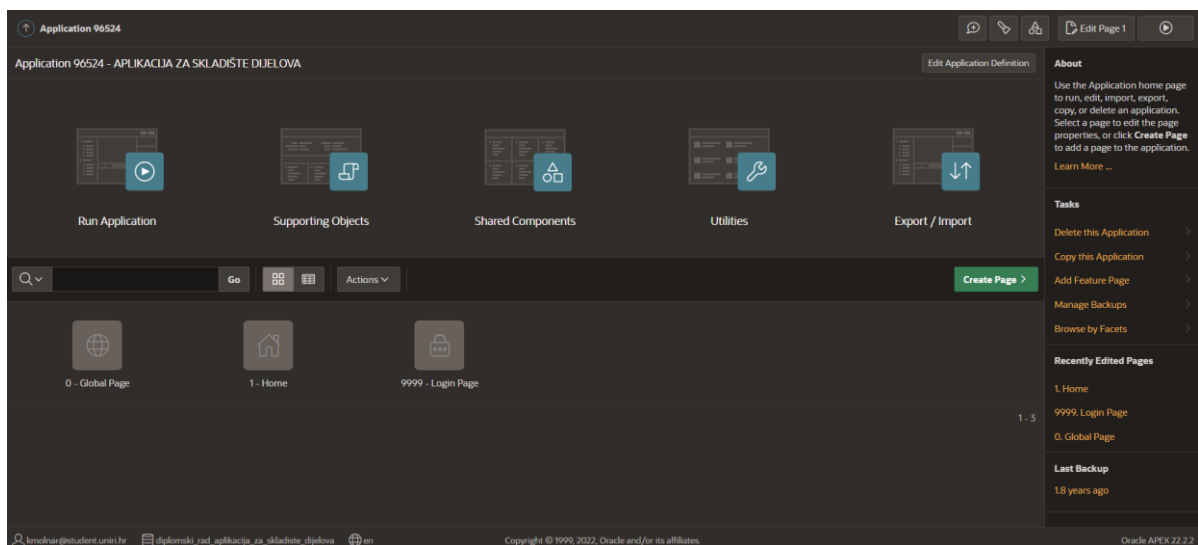 Application 96524
Edit Page 1
Application 96524 - APLIKACIJA ZA SKLADIŠTE DIJELOVA
Edit Application Definition
Run Application
Supporting Objects
Shared Components
Utilities
Export / Import
Go
Actions
Create Page >
0 - Global Page
1 - Home
9999 - Login Page
1 - 3
About
Use the Application home page
to run, edit, import, export,
copy, or delete an application.
Select a page to edit the page
properties, or click Create Page
to add a page to the application.
Learn More ...
Tasks
Delete this Application
Copy this Application
Add Feature Page
Manage Backups
Browse by Facets
Recently Edited Pages
1. Home
9999. Login Page
0. Global Page
Last Backup
1.8 years ago
kmolnar@student.uniri.hr
diplomski_rad_aplikacija_za_skladiste_dijelova
en
Copyright © 1999, 2022, Oracle and/or its affiliates.
Oracle APEX 22.2.2